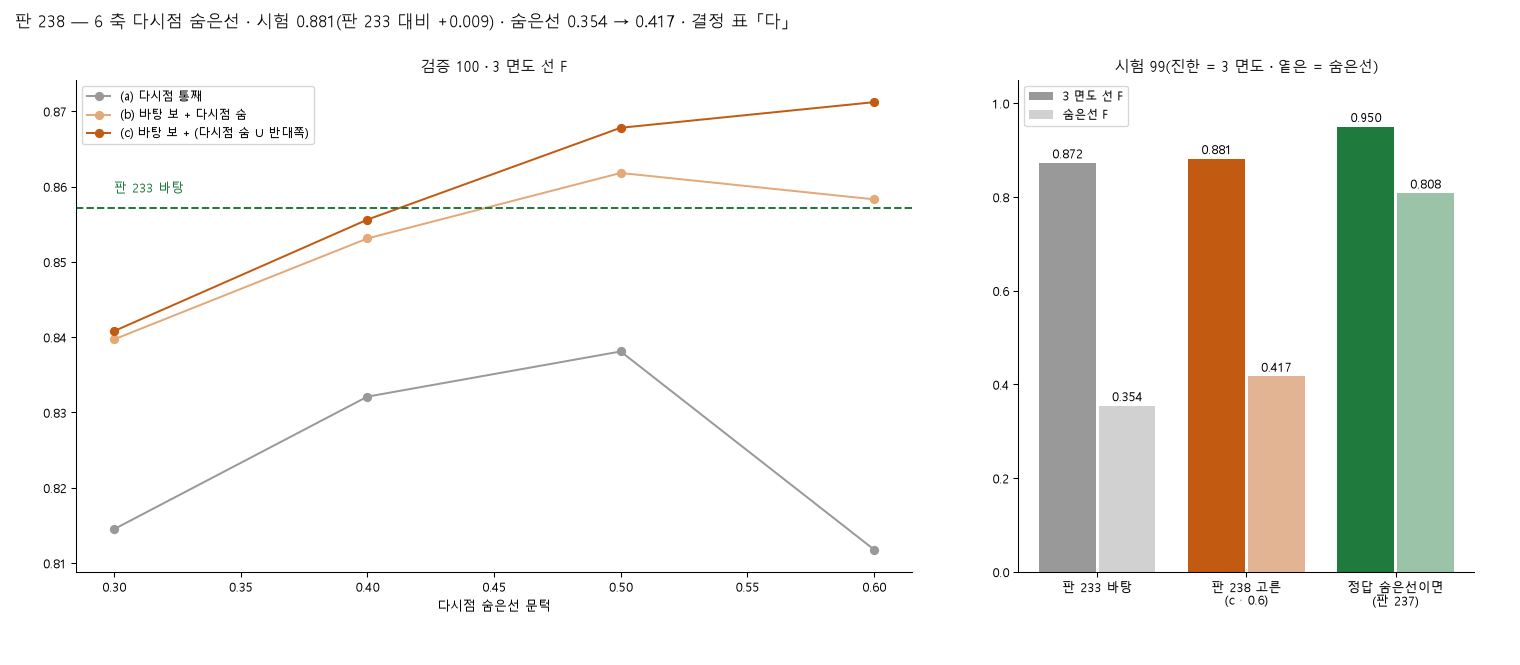 판 238 — 6 축 다시점 숨은선 · 시험 0.881(판 233 대비 +0.009) · 숨은선 0.354 → 0.417 · 결정 표 「다」
검증 100 · 3 면도 선 F
(a) 다시점 통째
(b) 바탕 보 + 다시점 숨
(c) 바탕 보 + (다시점 숨 ∪ 반대쪽)
판 233 바탕
0.87
0.86
0.85
0.84
0.83
0.82
0.81
0.30 0.35 0.40 0.45 0.50 0.55 0.60
다시점 숨은선 문턱
시험 99(진한 = 3 면도 · 옅은 = 숨은선)
3 면도 선 F
숨은선 F
1.0
0.8
0.6
0.4
0.2
0.0
0.872
0.354
0.881
0.417
0.950
0.808
판 233 바탕
판 238 고른
(c · 0.6)
정답 숨은선이면
(판 237)